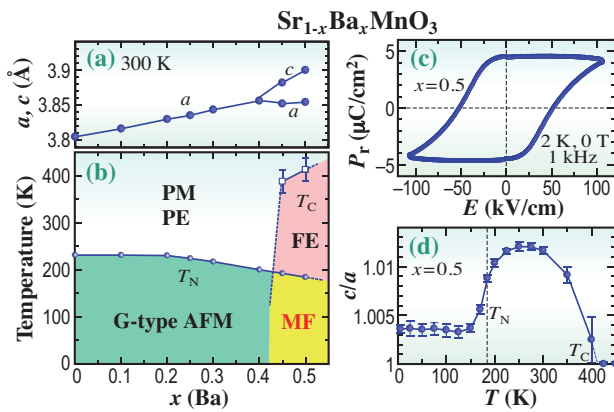 Sr1-xBaxMnO3
(a) 300 K
a, c (Å)
3.9
3.85
3.8
a
c
a
(b)
Temperature (K)
400
300
200
100
0
PM
PE
TC
FE
TN
G-type AFM
MF
0 0.1 0.2 0.3 0.4 0.5
x (Ba)
(c)
x=0.5
Pr (μC/cm2)
5
0
−5
2 K, 0 T
1 kHz
−100 −50 0 50 100
E (kV/cm)
(d)
x=0.5
c/a
1.01
1.005
1
TN
TC
0 100 200 300 400
T (K)